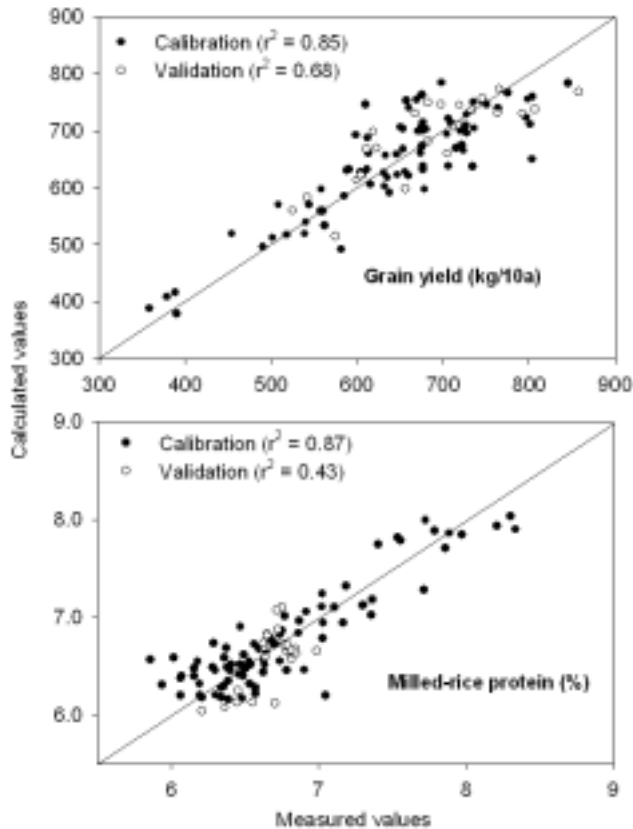 900
Calibration (r² = 0.85)
Validation (r² = 0.68)
800
700
600
500
Grain yield (kg/10a)
400
300
300 400 500 600 700 800 900
Calculated values
9.0
Calibration (r² = 0.87)
Validation (r² = 0.43)
8.0
7.0
Milled-rice protein (%)
6.0
6 7 8 9
Measured values